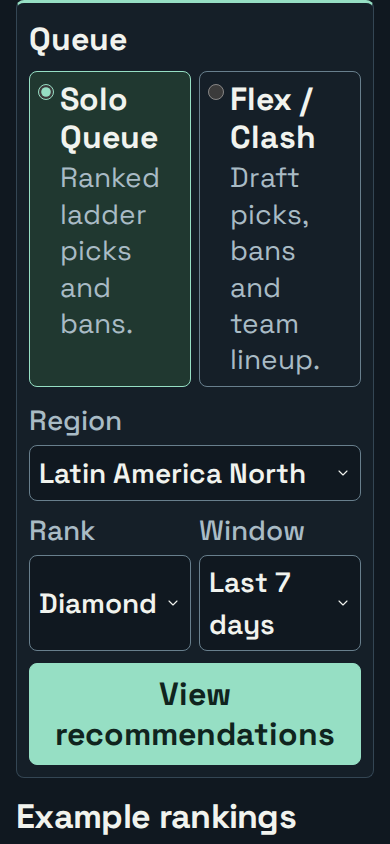 Queue
Solo
Queue
Ranked
ladder
picks
and
bans.
Flex /
Clash
Draft
picks,
bans
and
team
lineup.
Region
Latin America North
Rank
Diamond
Window
Last 7
days
View
recommendations
Example rankings